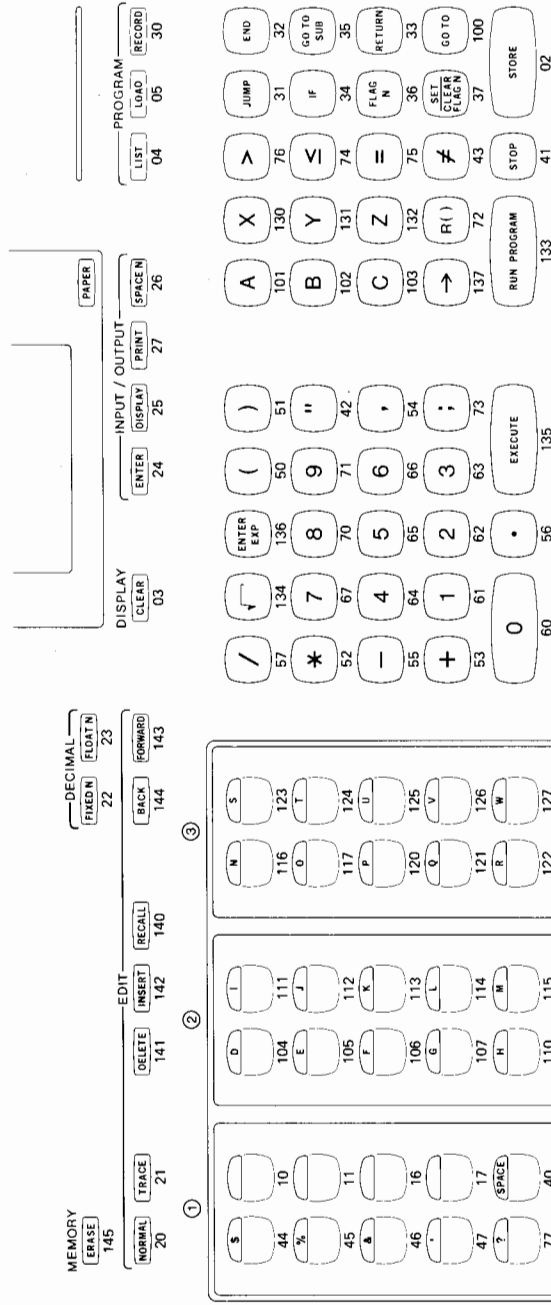 MEMORY
ERASE
145
DECIMAL
FIXED N FLOAT N
22 23
PAPER
EDIT
NORMAL TRACE DELETE INSERT RECALL BACK FORWARD
20 21 141 142 140 144 143
DISPLAY
CLEAR
03
INPUT / OUTPUT
ENTER DISPLAY PRINT SPACE N
24 25 27 26
PROGRAM
LIST LOAD RECORD
04 05 30
① ② ③
$ D I N S / √ ENTER EXP ( ) A X > JUMP END
44 10 104 111 116 123 57 134 136 50 51 101 130 76 31 32
% E J O T * 7 8 9 " B Y ≤ IF GO TO SUB
45 11 105 112 117 124 52 67 70 71 42 102 131 74 34 35
& F K P U - 4 5 6 , C Z = FLAG N RETURN
46 16 106 113 120 125 55 64 65 66 54 103 132 75 36 33
' G L Q V + 1 2 3 ; → R( ) ≠ SET CLEAR FLAG N GO TO
47 17 107 114 121 126 53 61 62 63 73 137 72 43 37 100
? SPACE H M R W 0 • EXECUTE RUN PROGRAM STOP STORE
77 40 110 115 122 127 60 56 135 133 41 02